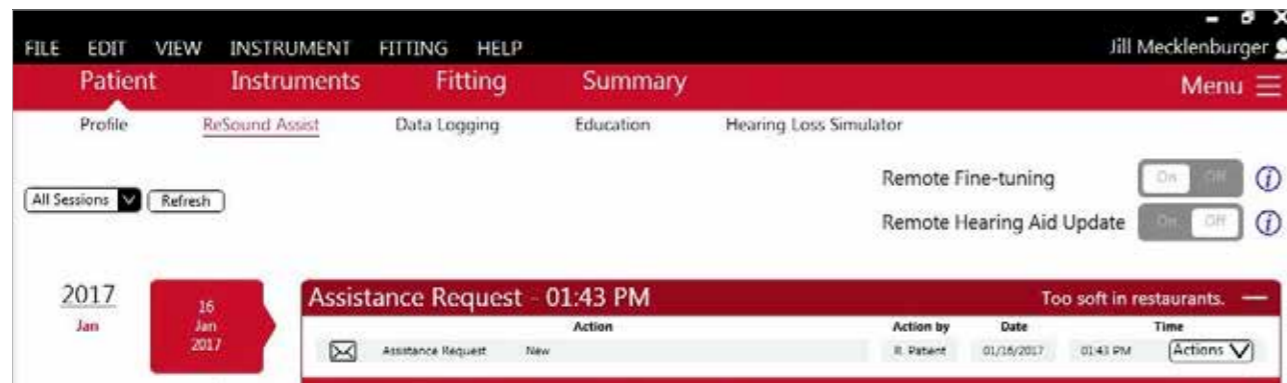 FILE EDIT VIEW INSTRUMENT FITTING HELP Jill Mecklenburger
Patient Instruments Fitting Summary Menu
Profile ReSound Assist Data Logging Education Hearing Loss Simulator
Remote Fine-tuning On Off
All Sessions Refresh
Remote Hearing Aid Update On Off
2017
Jan
16
Jan
2017
Assistance Request - 01:43 PM Too soft in restaurants.
Action Action by Date Time
Assistance Request New R. Patient 01/16/2017 01:43 PM Actions